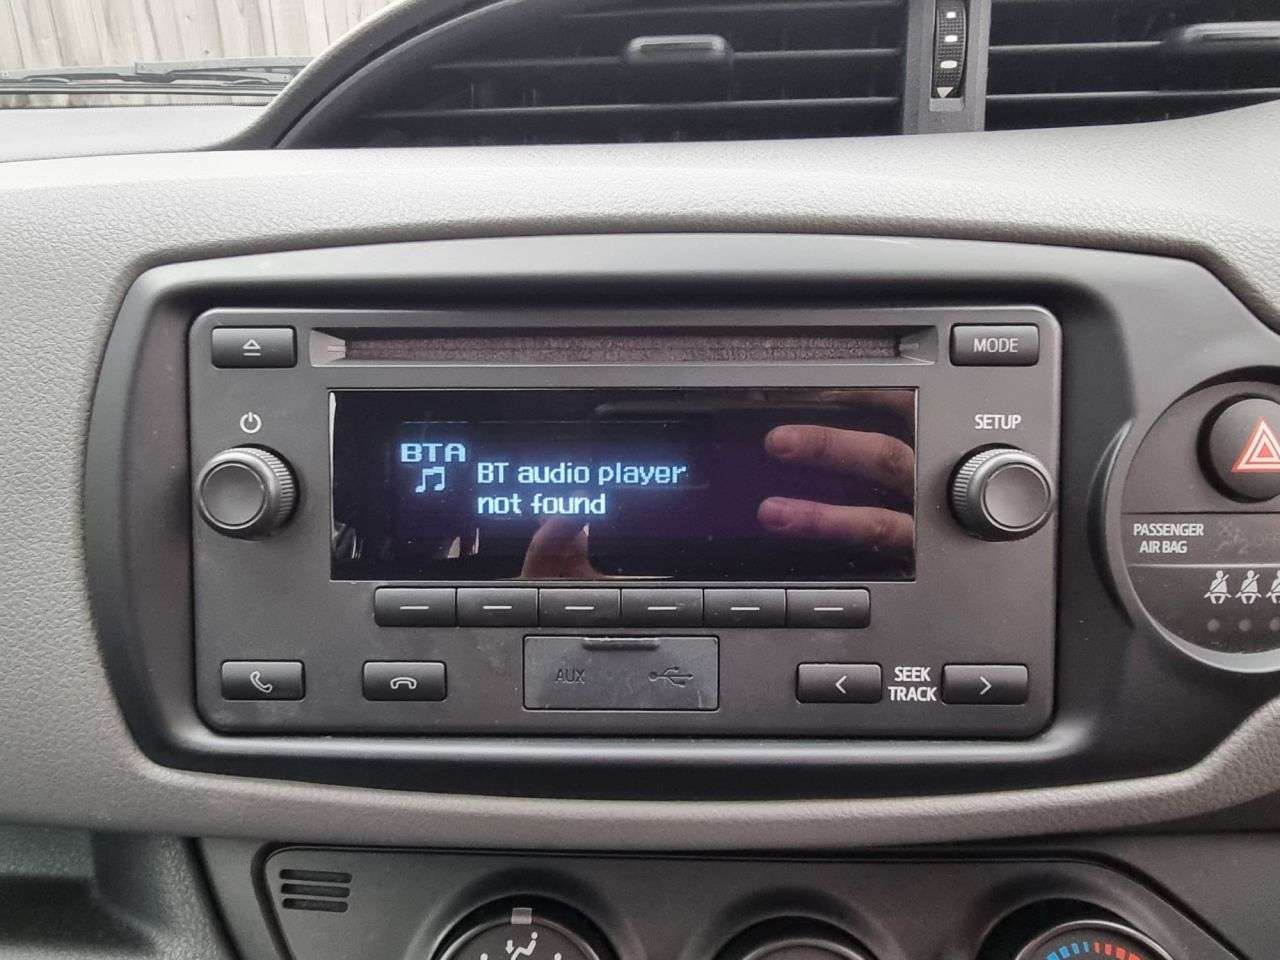 MODE
SETUP
BTA
BT audio player
not found
PASSENGER
AIR BAG
AUX
SEEK
TRACK